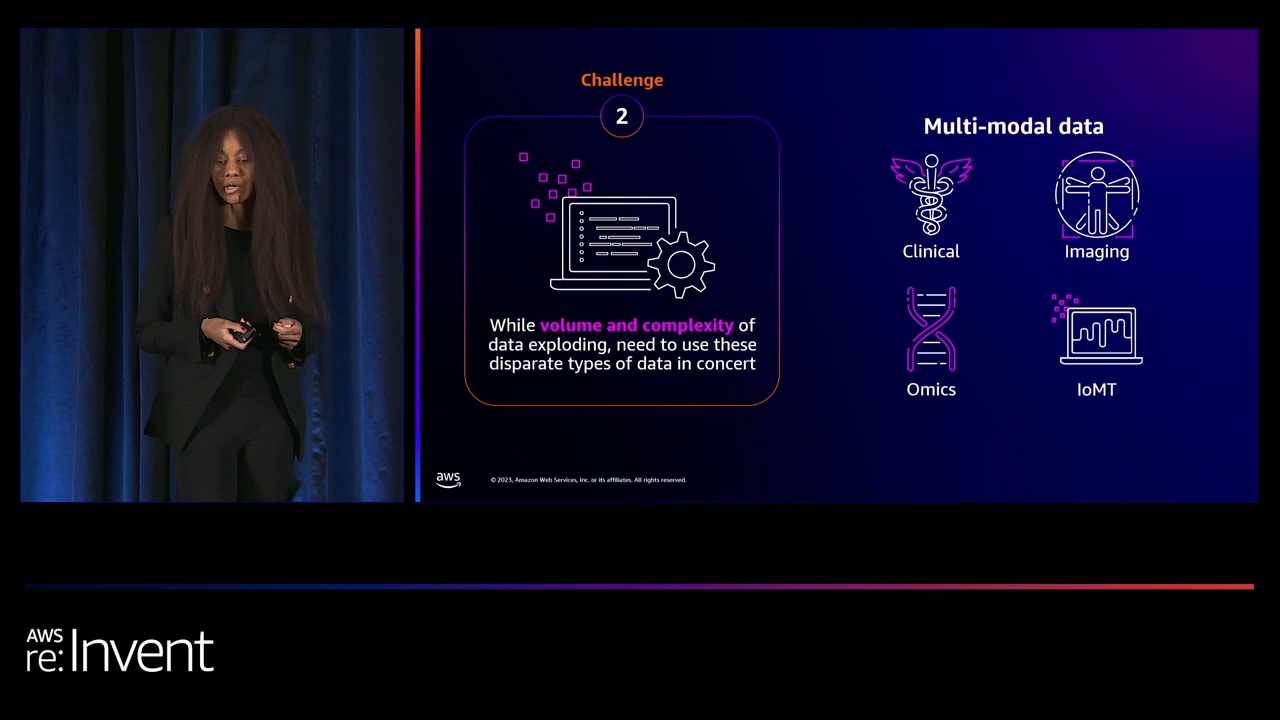 Challenge
2
While volume and complexity of
data exploding, need to use these
disparate types of data in concert
Multi-modal data
Clinical
Imaging
Omics
IoMT
aws
© 2023, Amazon Web Services, Inc. or its affiliates. All rights reserved.
AWS
re:Invent